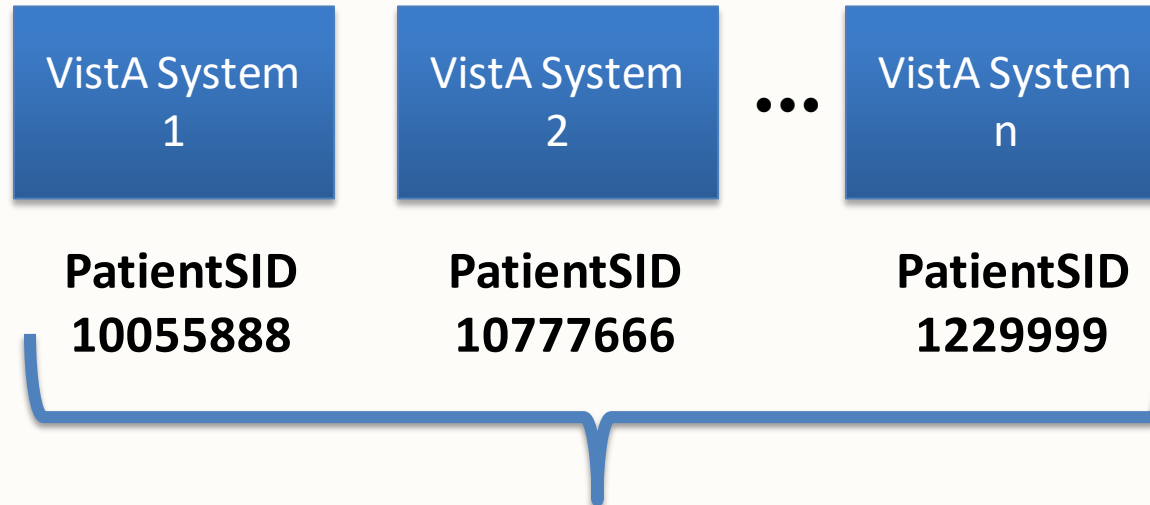 VistA System
1
VistA System
2
•••
VistA System
n
PatientSID
10055888
PatientSID
10777666
PatientSID
1229999